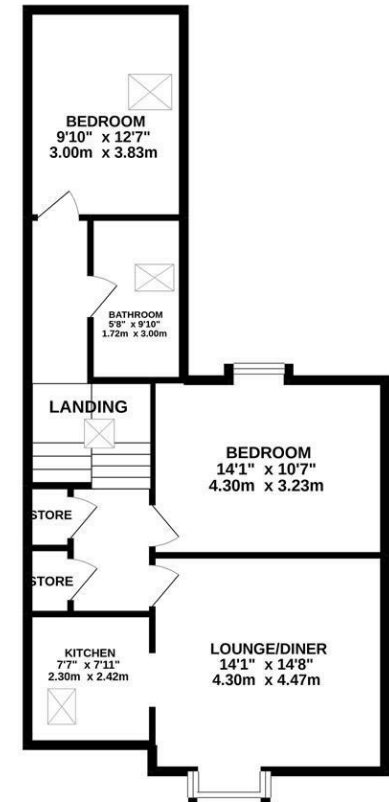 BEDROOM
9'10" x 12'7"
3.00m x 3.83m
BATHROOM
5'8" x 9'10"
1.72m x 3.00m
LANDING
BEDROOM
14'1" x 10'7"
4.30m x 3.23m
STORE
STORE
KITCHEN
7'7" x 7'11"
2.30m x 2.42m
LOUNGE/DINER
14'1" x 14'8"
4.30m x 4.47m